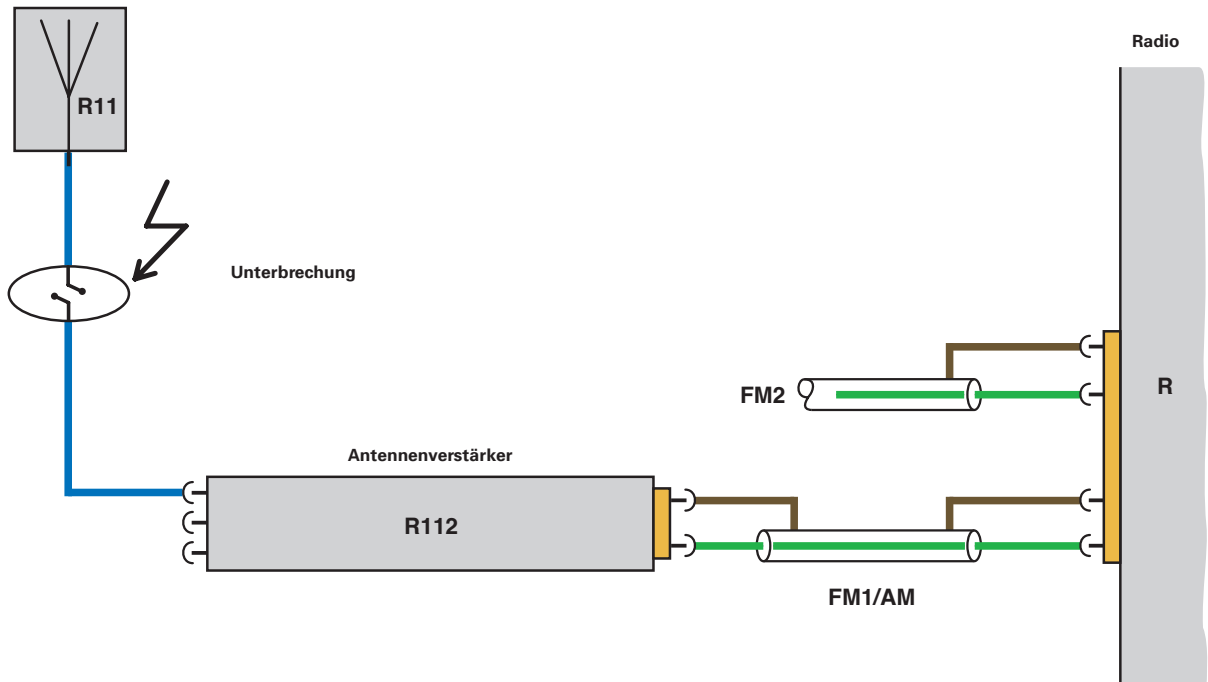 Radio
R11
Unterbrechung
R
FM2
Antennenverstärker
R112
FM1/AM